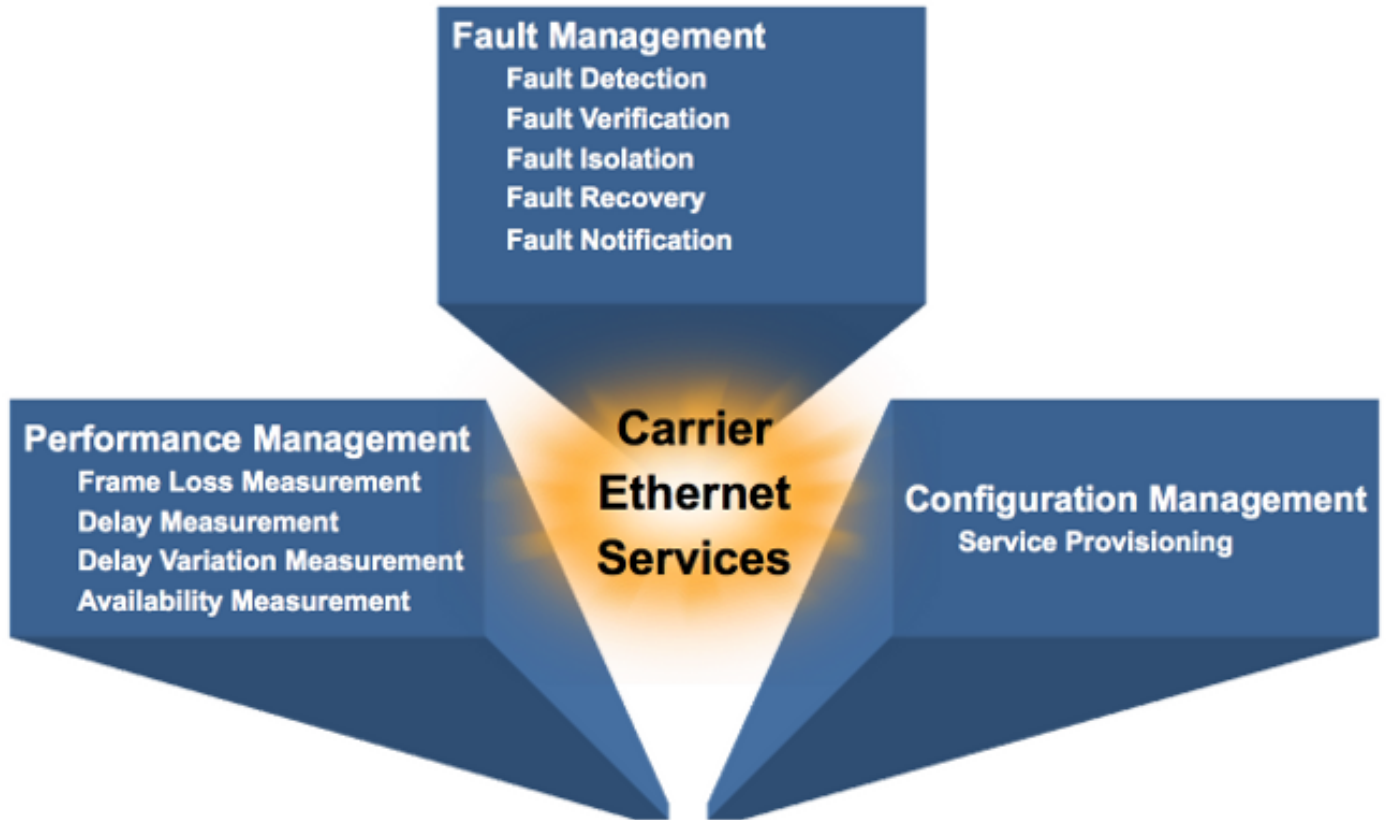 Fault Management
Fault Detection
Fault Verification
Fault Isolation
Fault Recovery
Fault Notification
Carrier
Ethernet
Services
Performance Management
Frame Loss Measurement
Delay Measurement
Delay Variation Measurement
Availability Measurement
Configuration Management
Service Provisioning